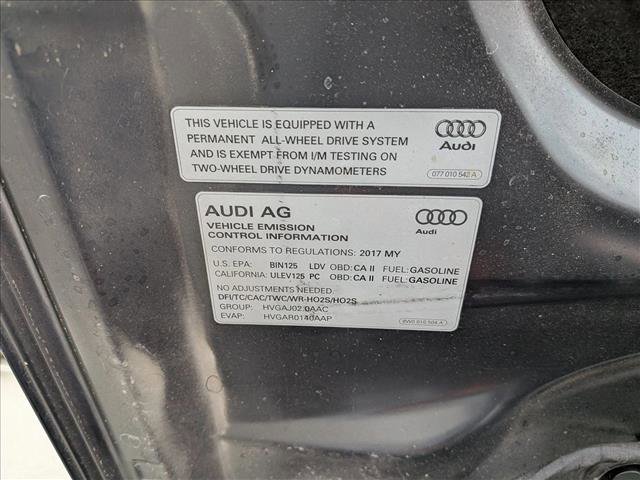 THIS VEHICLE IS EQUIPPED WITH A
PERMANENT ALL-WHEEL DRIVE SYSTEM
AND IS EXEMPT FROM I/M TESTING ON
TWO-WHEEL DRIVE DYNAMOMETERS
Audi
077 010 542 A
AUDI AG
VEHICLE EMISSION
CONTROL INFORMATION
Audi
CONFORMS TO REGULATIONS: 2017 MY
U.S. EPA: BIN125 LDV OBD: CA II FUEL: GASOLINE
CALIFORNIA: ULEV125 PC OBD: CA II FUEL: GASOLINE
NO ADJUSTMENTS NEEDED.
DFI/TC/CAC/TWC/WR-HO2S/HO2S
GROUP: HVGAJ02.0AAC
EVAP: HVGAR0140AAP
8W0 010 504 A